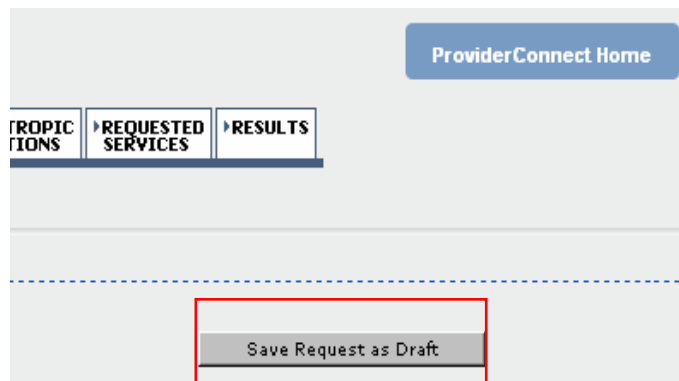 ProviderConnect Home
TROPIC
TIONS
REQUESTED
SERVICES
RESULTS
Save Request as Draft